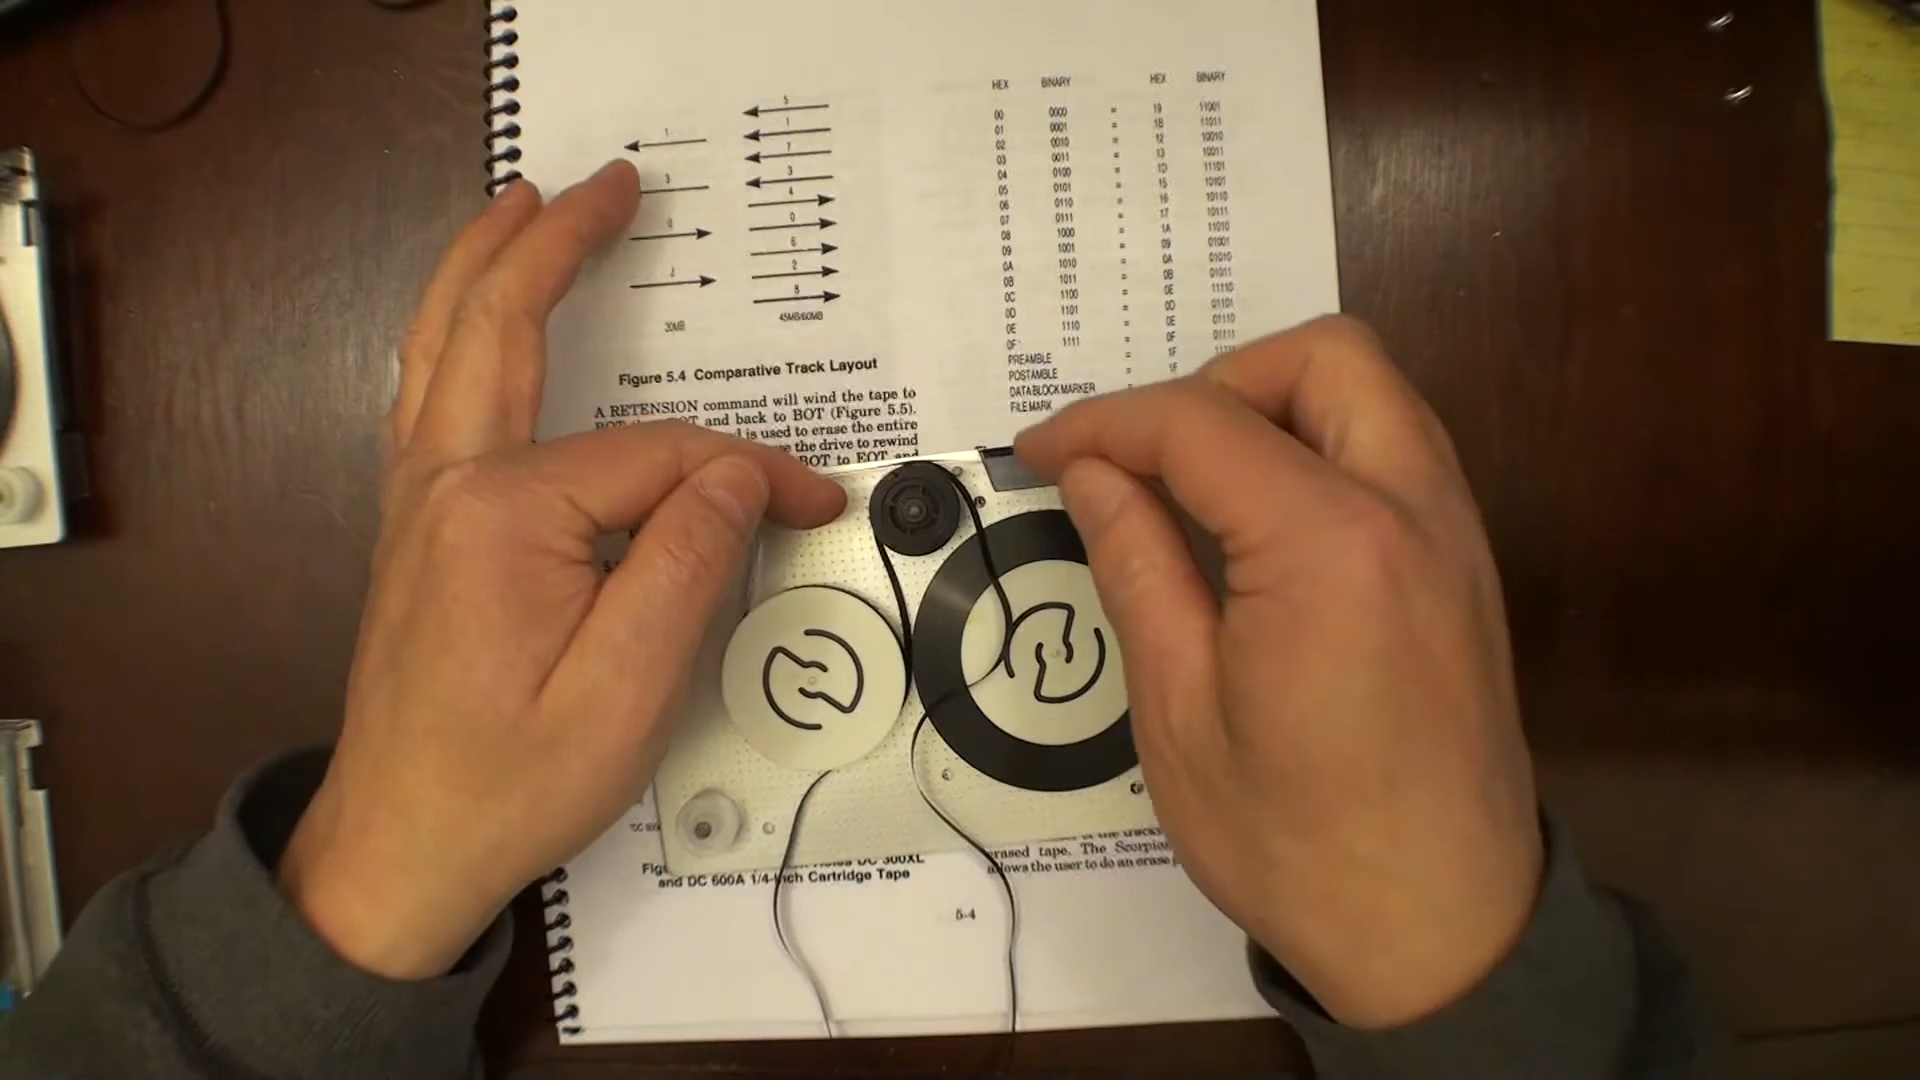 5
1
7
3
4
0
6
2
8
45MB/60MB
1
3
0
2
20MB
Figure 5.4 Comparative Track Layout
A RETENSION command will wind the tape to
and back to BOT (Figure 5.5).
is used to erase the entire
the drive to rewind
BOT to EOT and
HEX BINARY HEX BINARY
00 0000 = 19 11001
01 0001 = 1B 11011
02 0010 = 12 10010
03 0011 = 13 10011
04 0100 = 1D 11101
05 0101 = 15 10101
06 0110 = 16 10110
07 0111 = 17 10111
08 1000 = 1A 11010
09 1001 = 09 01001
0A 1010 = 0A 01010
0B 1011 = 0B 01011
0C 1100 = 0E 11110
0D 1101 = 0D 01101
0E 1110 = 0E 01110
0F 1111 = 0F 01111
PREAMBLE = 1F
POSTAMBLE = 1F
DATA BLOCK MARKER =
FILE MARK
Holes DC 300XL
and DC 600A 1/4-inch Cartridge Tape
of the tracks
erased tape. The Scorpion
allows the user to do an erase
5-4